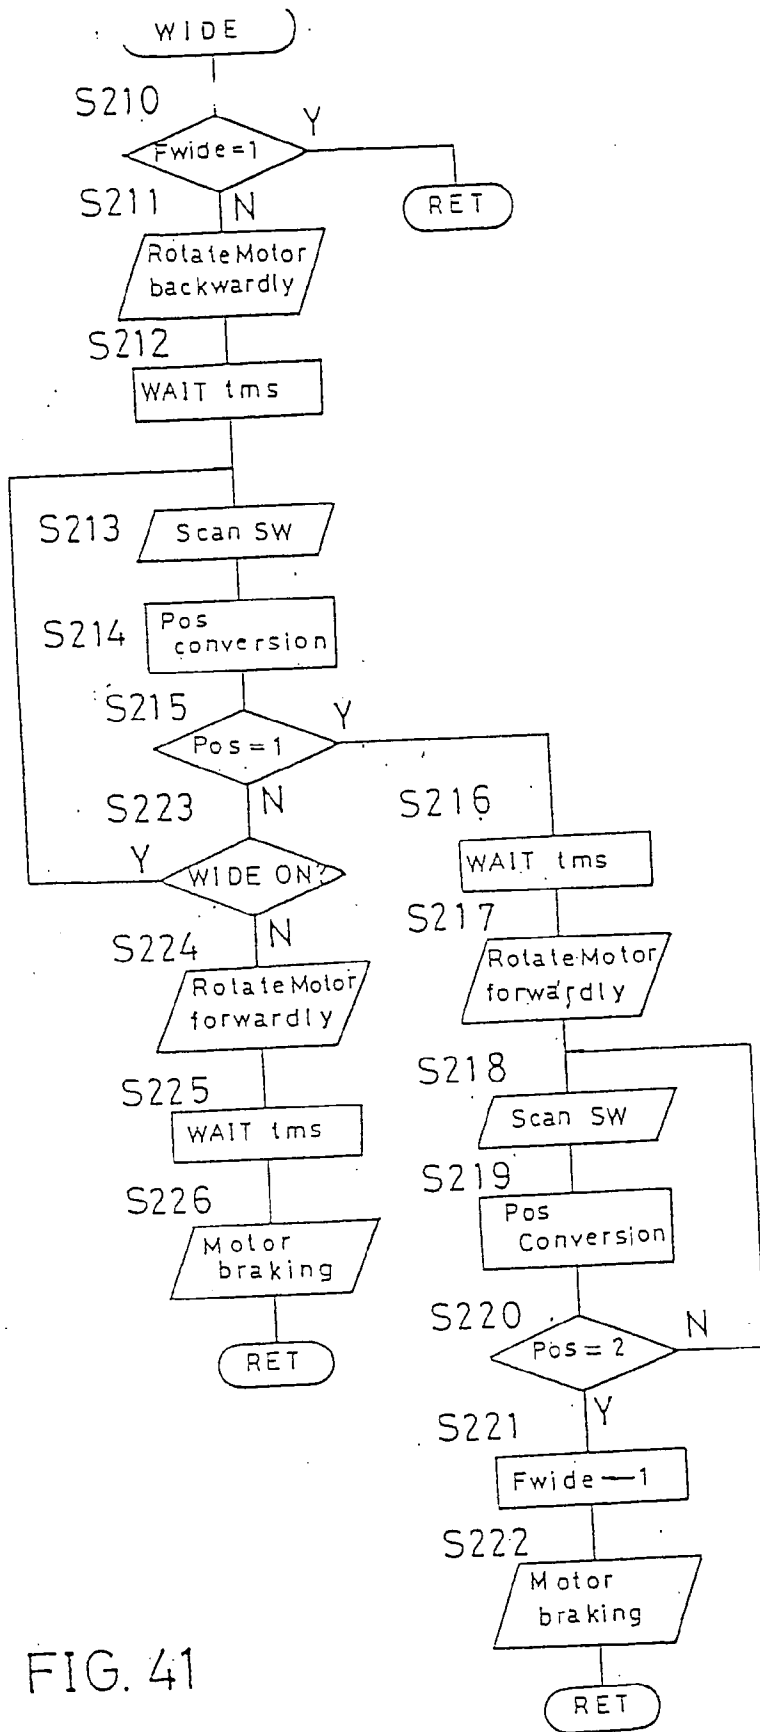 WIDE
S210
Fwide=1
Y
RET
S211
N
Rotate Motor
backwardly
S212
WAIT tms
S213
Scan SW
S214
Pos
conversion
S215
Pos=1
Y
S223
N
Y
WIDE ON?
S224
N
Rotate Motor
forwardly
S225
WAIT tms
S226
Motor
braking
RET
S216
WAIT tms
S217
Rotate Motor
forwardly
S218
Scan SW
S219
Pos
Conversion
S220
Pos=2
N
Y
S221
Fwide—1
S222
Motor
braking
RET
FIG. 41